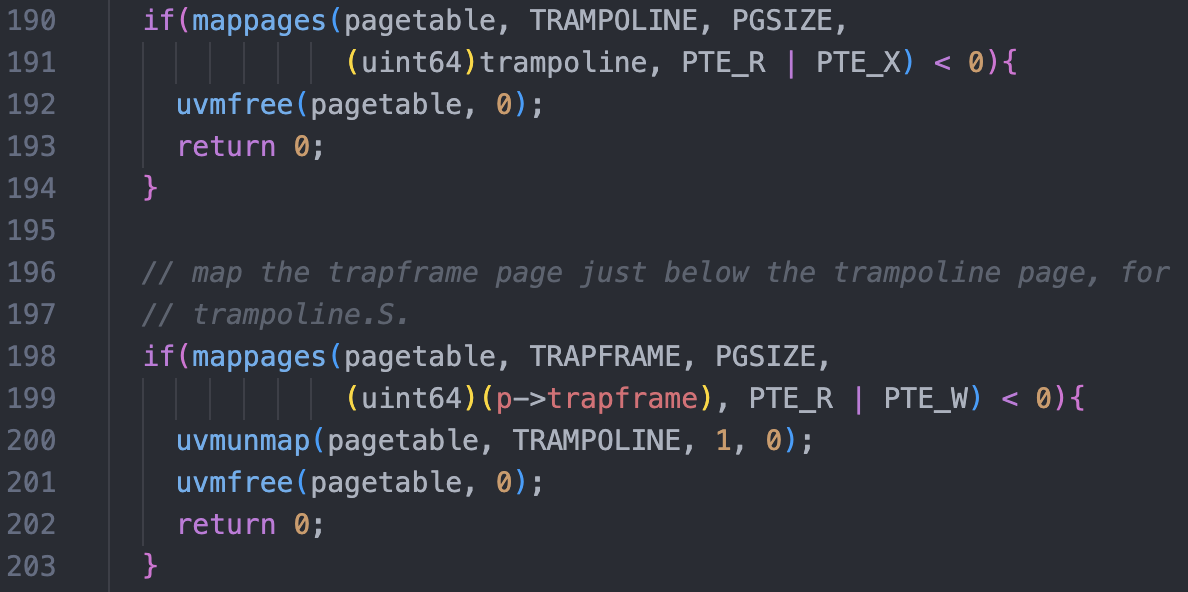 190 if(mappages(pagetable, TRAMPOLINE, PGSIZE,
191 (uint64)trampoline, PTE_R | PTE_X) < 0){
192 uvmfree(pagetable, 0);
193 return 0;
194 }
195
196 // map the trapframe page just below the trampoline page, for
197 // trampoline.S.
198 if(mappages(pagetable, TRAPFRAME, PGSIZE,
199 (uint64)(p->trapframe), PTE_R | PTE_W) < 0){
200 uvmunmap(pagetable, TRAMPOLINE, 1, 0);
201 uvmfree(pagetable, 0);
202 return 0;
203 }